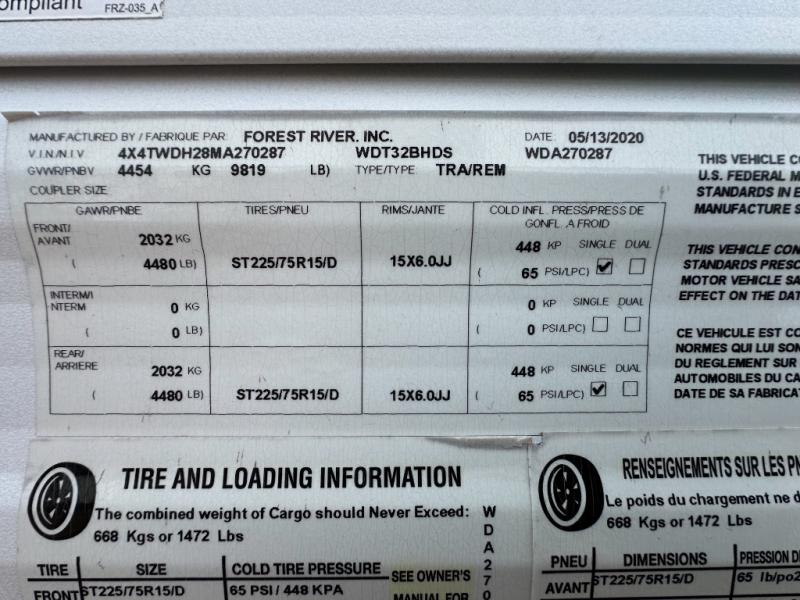 ompliant FRZ-035_A
MANUFACTURED BY / FABRIQUE PAR FOREST RIVER. INC. DATE 05/13/2020
V.I.N/N.I.V 4X4TWDH28MA270287 WDT32BHDS WDA270287
GVWR/PNBV 4454 KG 9819 LB) TYPE/TYPE TRA/REM
COUPLER SIZE
GAWR/PNBE TIRES/PNEU RIMS/JANTE COLD INFL. PRESS/PRESS DE
GONFL. A FROID
FRONT/
AVANT 2032 KG 448 KP SINGLE DUAL
( 4480 LB) ST225/75R15/D 15X6.0JJ ( 65 PSI/LPC)
INTERM/I
NTERM 0 KG 0 KP SINGLE DUAL
( 0 LB) ( 0 PSI/LPC)
REAR/
ARRIÈRE 2032 KG 448 KP SINGLE DUAL
( 4480 LB) ST225/75R15/D 15X6.0JJ ( 65 PSI/LPC)
THIS VEHICLE C
U.S. FEDERAL M
STANDARDS IN E
MANUFACTURE S
THIS VEHICLE CON
STANDARDS PRESC
MOTOR VEHICLE SA
EFFECT ON THE DAT
CE VEHICULE EST CO
NORMES QUI LUI SON
DU REGLEMENT SUR
AUTOMOBILES DU CA
DATE DE SA FABRICAT
TIRE AND LOADING INFORMATION
The combined weight of Cargo should Never Exceed:
668 Kgs or 1472 Lbs
TIRE SIZE COLD TIRE PRESSURE SEE OWNER'S
FRONT ST225/75R15/D 65 PSI / 448 KPA MANUAL FOR
WDA270
RENSEIGNEMENTS SUR LES PN
Le poids du chargement ne d
668 Kgs or 1472 Lbs
PNEU DIMENSIONS PRESSION D
AVANT ST225/75R15/D 65 lb/po2